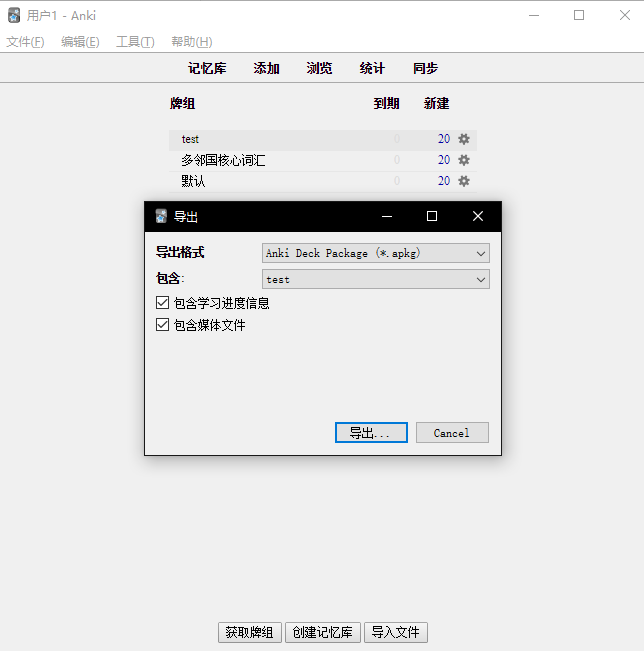 用户1 - Anki
文件(F) 编辑(E) 工具(T) 帮助(H)
记忆库 添加 浏览 统计 同步
牌组 到期 新建
test 0 20
多邻国核心词汇 0 20
默认 0 20
导出
导出格式 Anki Deck Package (*.apkg)
包含: test
包含学习进度信息
包含媒体文件
导出... Cancel
获取牌组 创建记忆库 导入文件